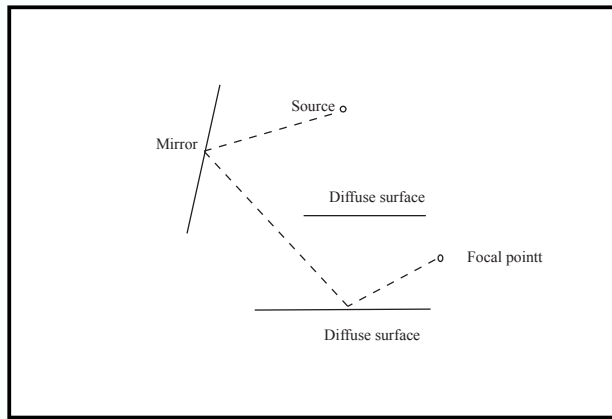 Source
Mirror
Diffuse surface
Focal pointt
Diffuse surface